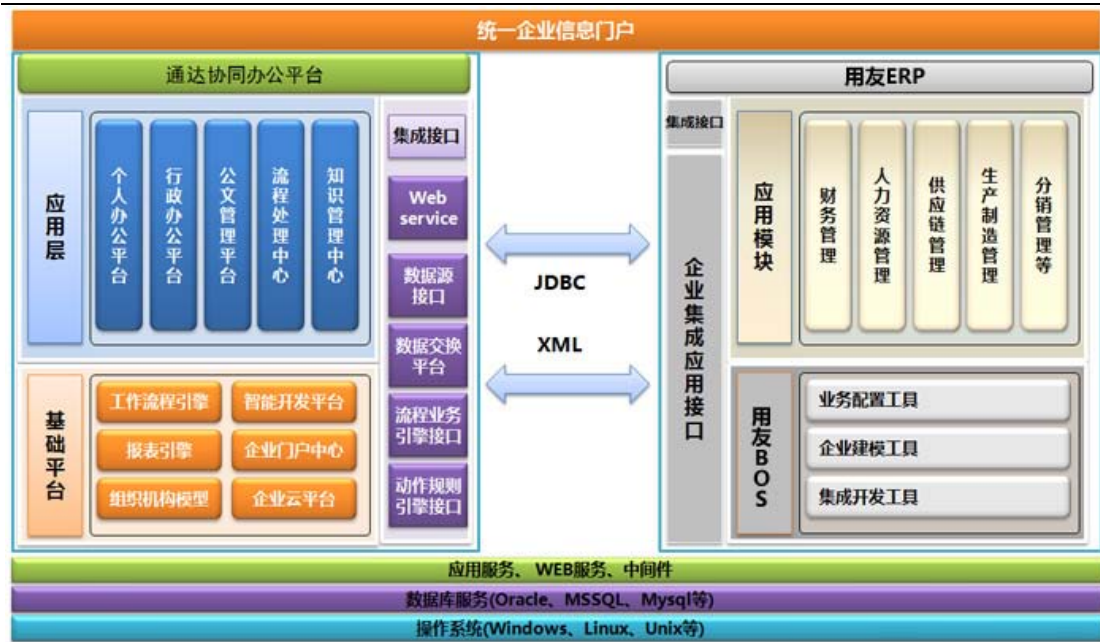 统一企业信息门户
通达协同办公平台
应用层
个人办公平台
行政办公平台
公文管理平台
流程处理中心
知识管理中心
基础平台
工作流程引擎
智能开发平台
报表引擎
企业门户中心
组织机构模型
企业云平台
集成接口
Web
service
数据源
接口
数据交换
平台
流程业务
引擎接口
动作规则
引擎接口
JDBC
XML
用友ERP
集成接口
企业集成应用接口
应用模块
财务管理
人力资源管理
供应链管理
生产制造管理
分销管理等
用友BOS
业务配置工具
企业建模工具
集成开发工具
应用服务、WEB服务、中间件
数据库服务(Oracle、MSSQL、Mysql等)
操作系统(Windows、Linux、Unix等)